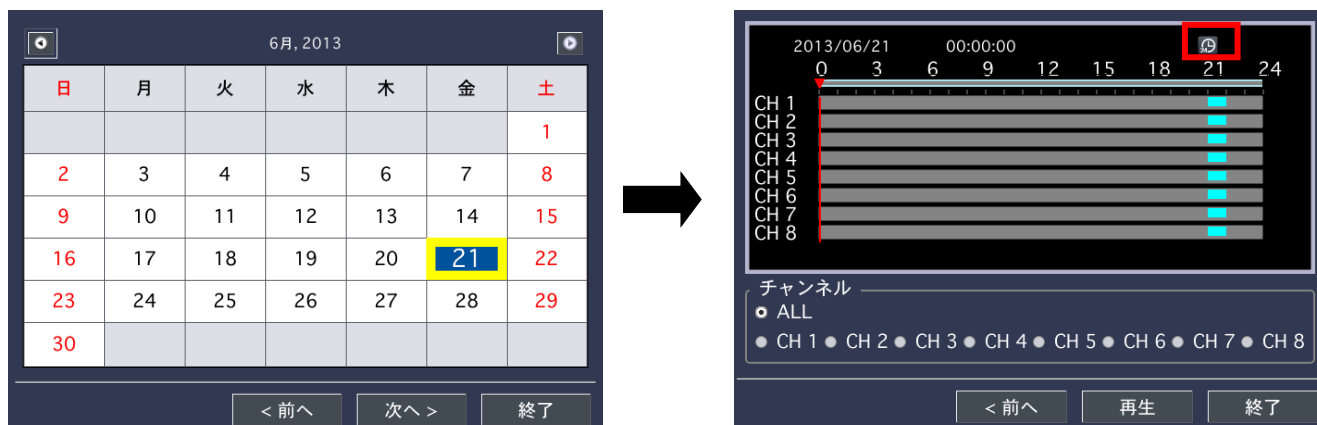 6月, 2013
日 月 火 水 木 金 土
1
2 3 4 5 6 7 8
9 10 11 12 13 14 15
16 17 18 19 20 21 22
23 24 25 26 27 28 29
30
< 前へ 次へ > 終了
2013/06/21 00:00:00
0 3 6 9 12 15 18 21 24
CH 1
CH 2
CH 3
CH 4
CH 5
CH 6
CH 7
CH 8
チャンネル
ALL
CH 1 CH 2 CH 3 CH 4 CH 5 CH 6 CH 7 CH 8
< 前へ 再生 終了